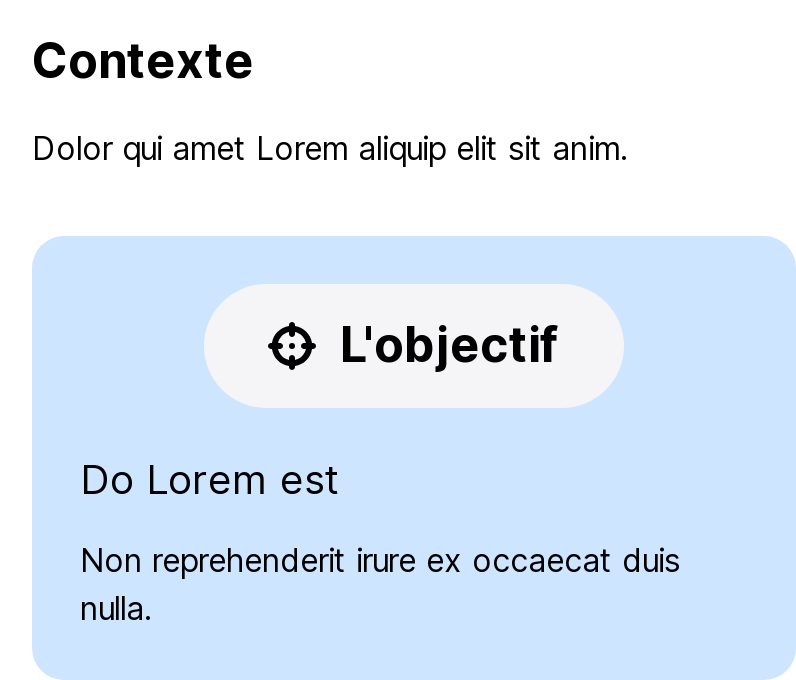 Contexte
Dolor qui amet Lorem aliquip elit sit anim.
L'objectif
Do Lorem est
Non reprehenderit irure ex occaecat duis
nulla.